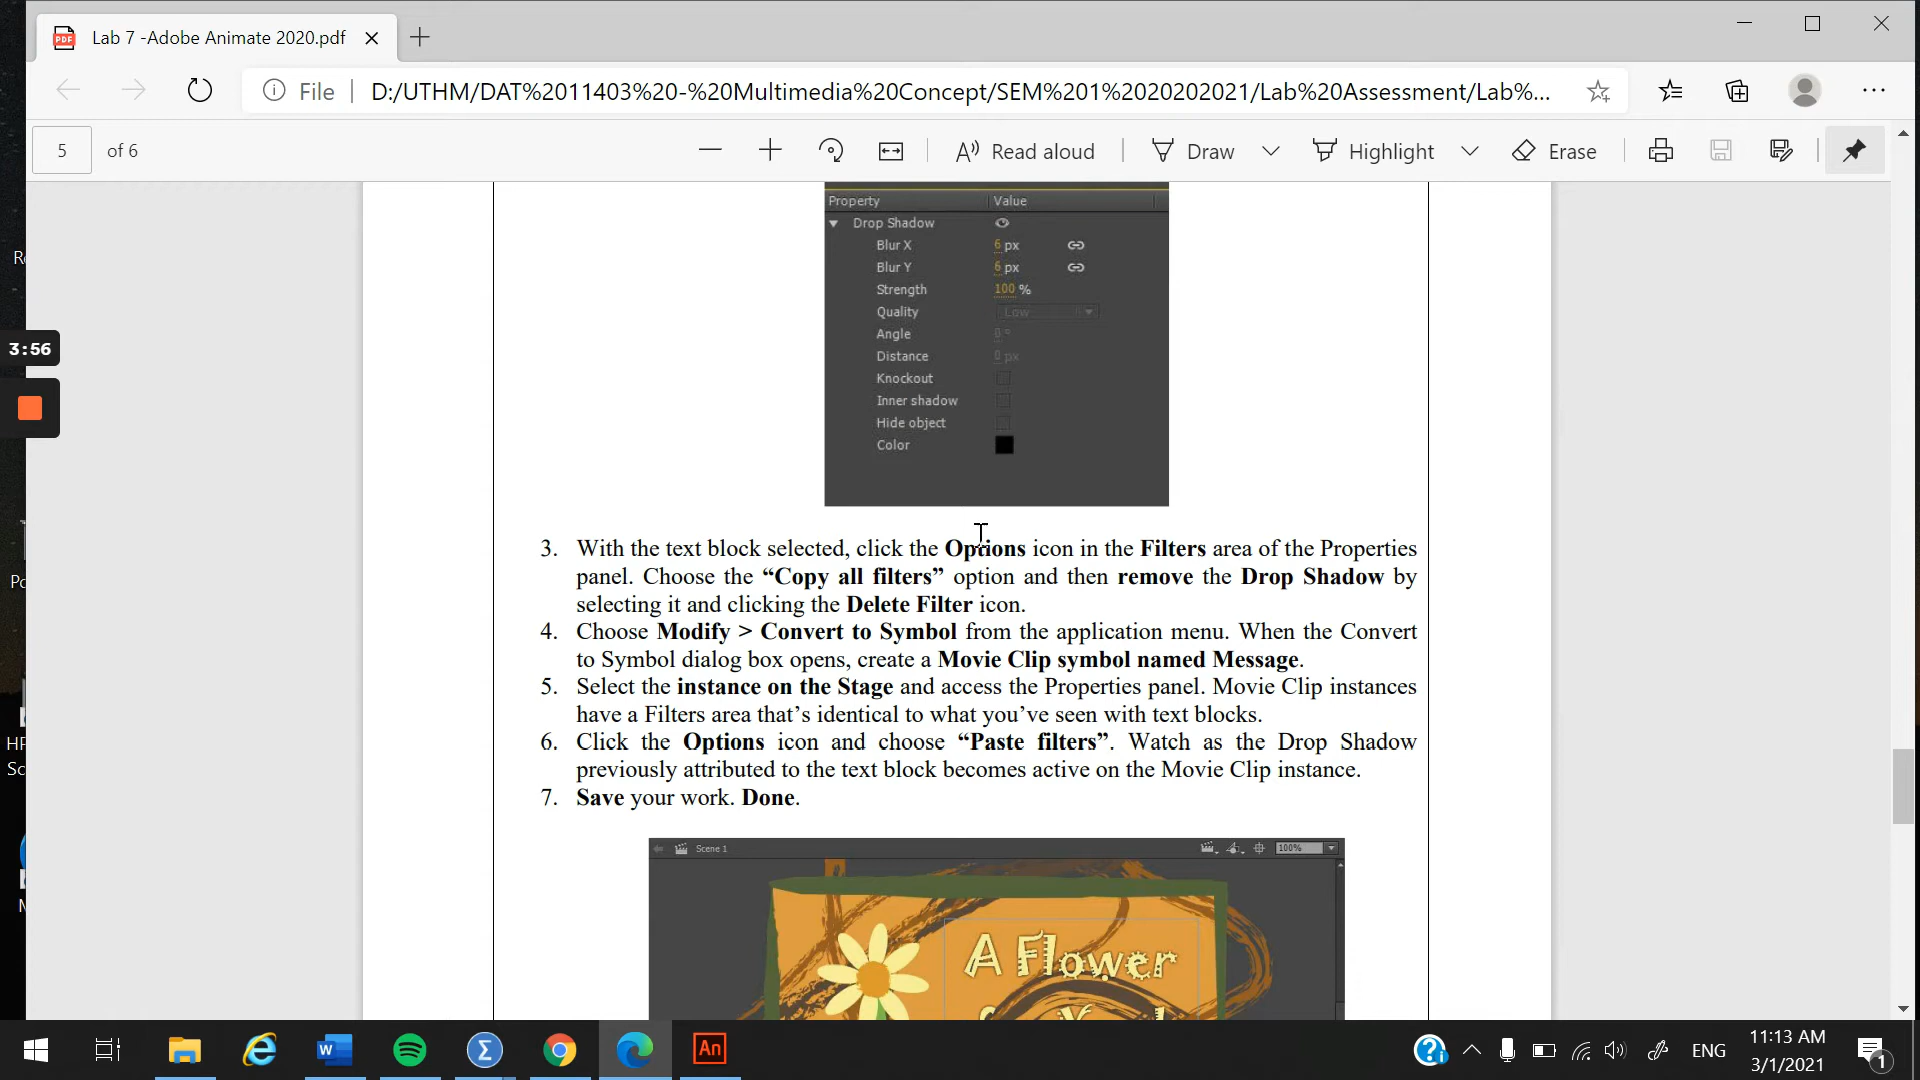 Lab 7 -Adobe Animate 2020.pdf
File
D:/UTHM/DAT%2011403%20-%20Multimedia%20Concept/SEM%201%2020202021/Lab%20Assessment/Lab%...
5 of 6
Read aloud
Draw
Highlight
Erase
Property Value
Drop Shadow
Blur X 6 px
Blur Y 6 px
Strength 100 %
Quality Low
Angle 0 °
Distance 0 px
Knockout
Inner shadow
Hide object
Color
3:56
3. With the text block selected, click the Options icon in the Filters area of the Properties
panel. Choose the “Copy all filters” option and then remove the Drop Shadow by
selecting it and clicking the Delete Filter icon.
4. Choose Modify > Convert to Symbol from the application menu. When the Convert
to Symbol dialog box opens, create a Movie Clip symbol named Message.
5. Select the instance on the Stage and access the Properties panel. Movie Clip instances
have a Filters area that’s identical to what you’ve seen with text blocks.
6. Click the Options icon and choose “Paste filters”. Watch as the Drop Shadow
previously attributed to the text block becomes active on the Movie Clip instance.
7. Save your work. Done.
Scene 1
100%
A Flower
An
ENG
11:13 AM
3/1/2021
1